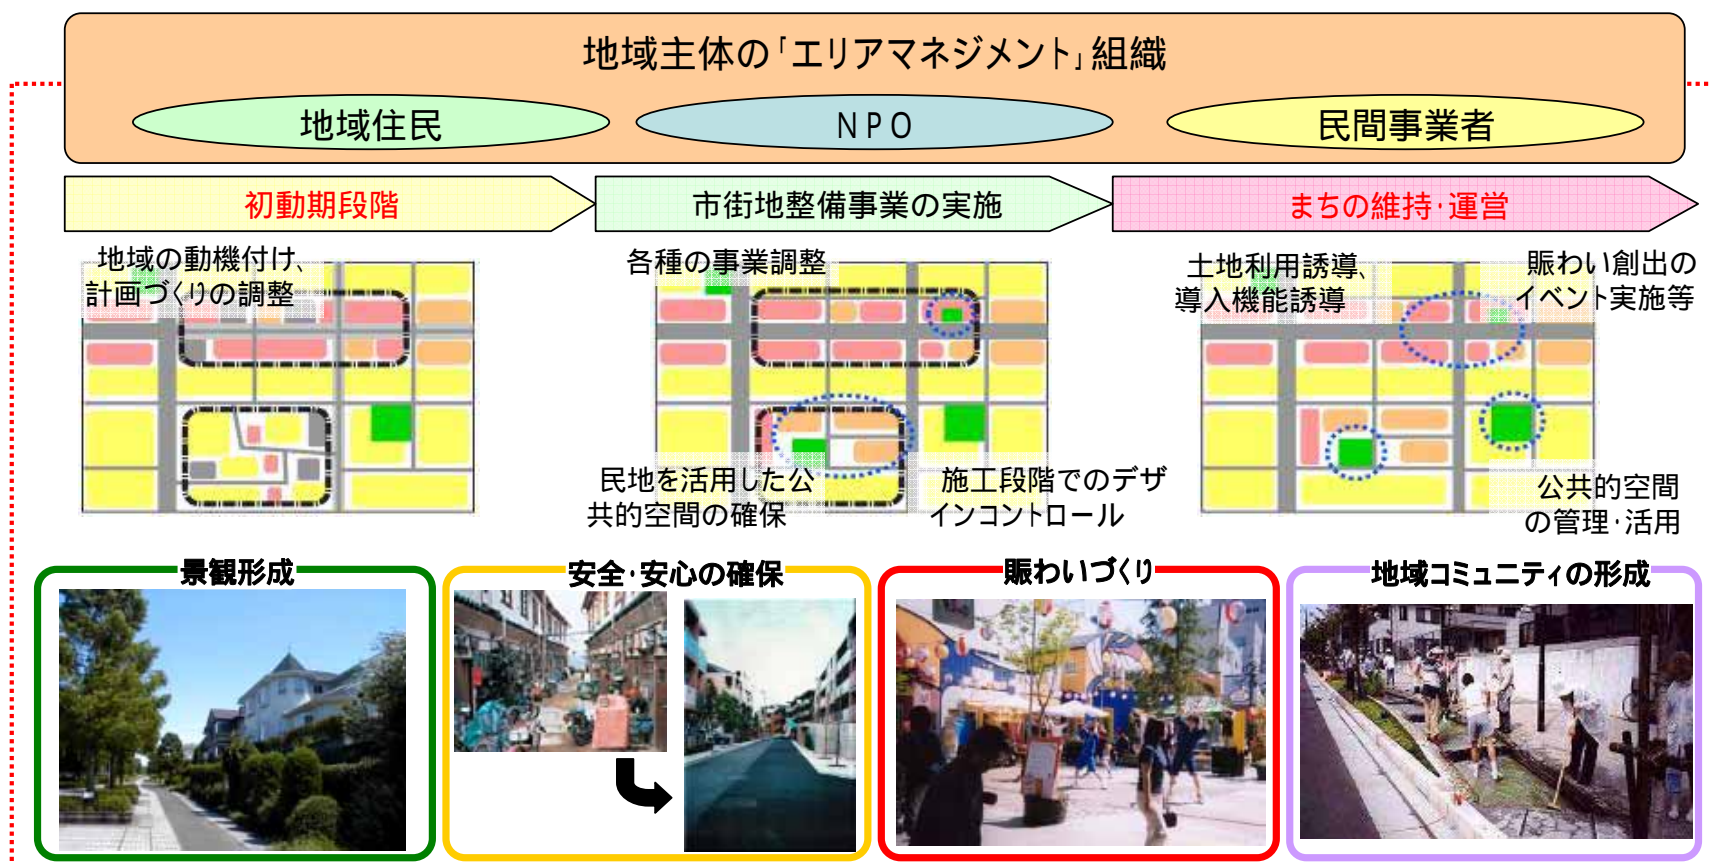 地域主体の「エリアマネジメント」組織
地域住民
NPO
民間事業者
初動期段階
市街地整備事業の実施
まちの維持・運営
地域の動機付け、
計画づくりの調整
各種の事業調整
民地を活用した公
共的空間の確保
施工段階でのデザ
インコントロール
土地利用誘導、
導入機能誘導
賑わい創出の
イベント実施等
公共的空間
の管理・活用
景観形成
安全・安心の確保
賑わいづくり
地域コミュニティの形成